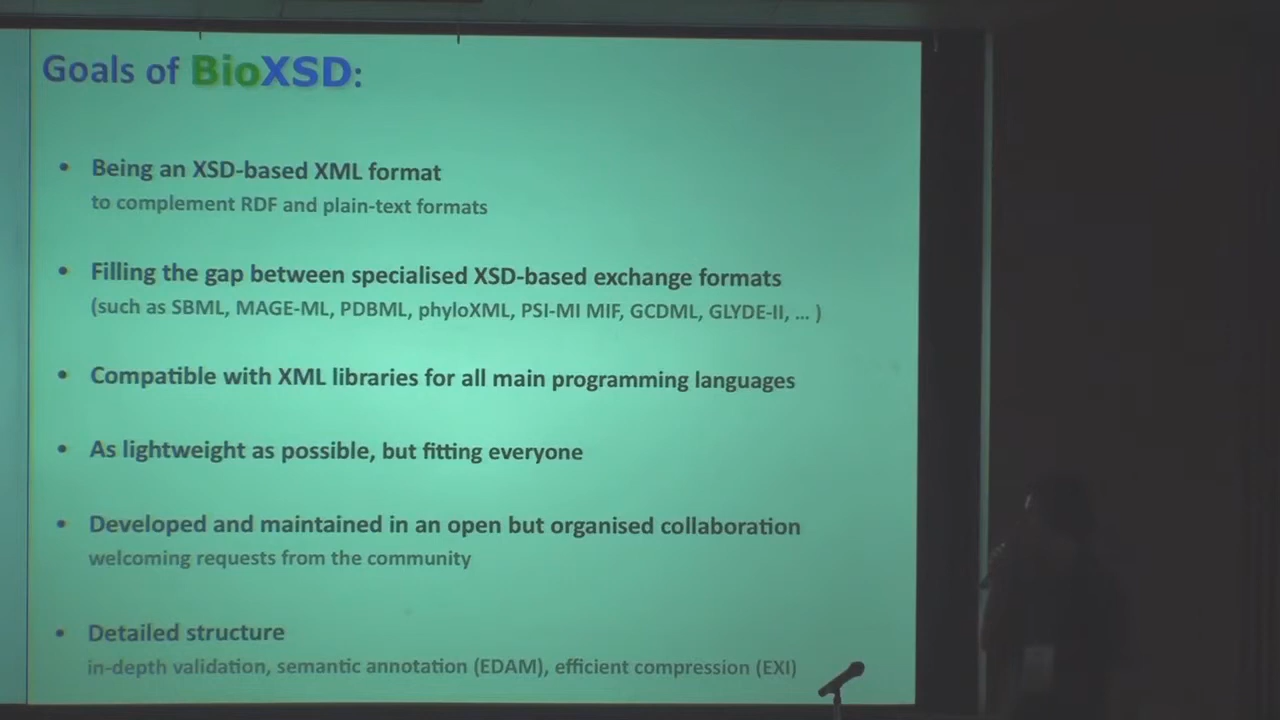 Goals of BioXSD:
• Being an XSD-based XML format
to complement RDF and plain-text formats
• Filling the gap between specialised XSD-based exchange formats
(such as SBML, MAGE-ML, PDBML, phyloXML, PSI-MI MIF, GCDML, GLYDE-II, ... )
• Compatible with XML libraries for all main programming languages
• As lightweight as possible, but fitting everyone
• Developed and maintained in an open but organised collaboration
welcoming requests from the community
• Detailed structure
in-depth validation, semantic annotation (EDAM), efficient compression (EXI)